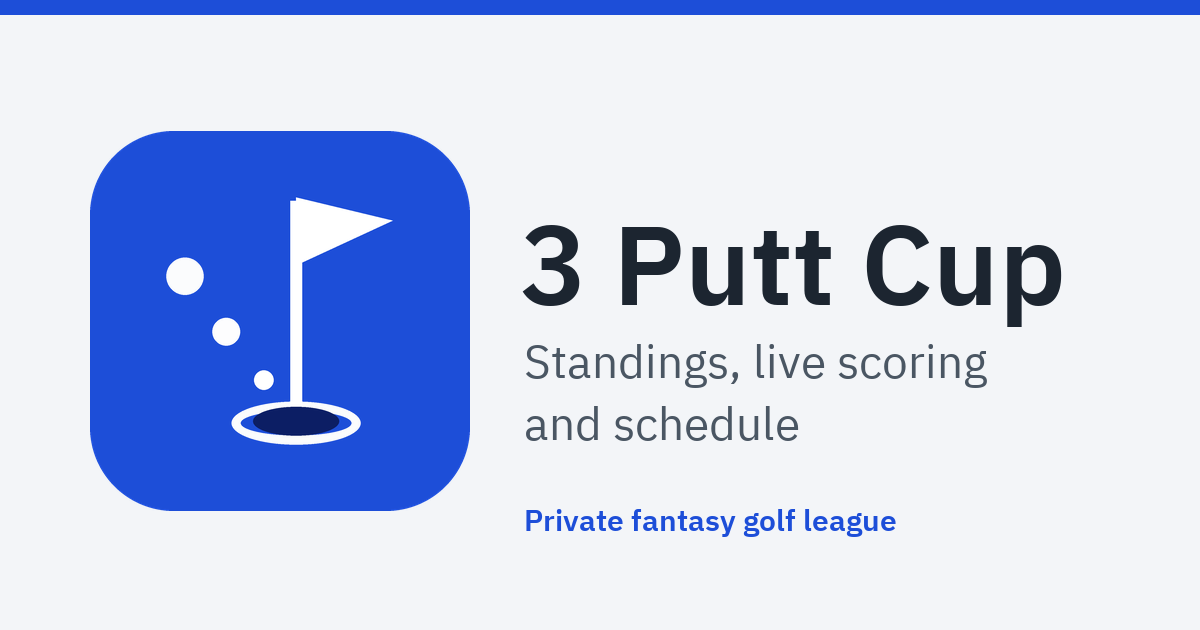 3 Putt Cup
Standings, live scoring
and schedule
Private fantasy golf league